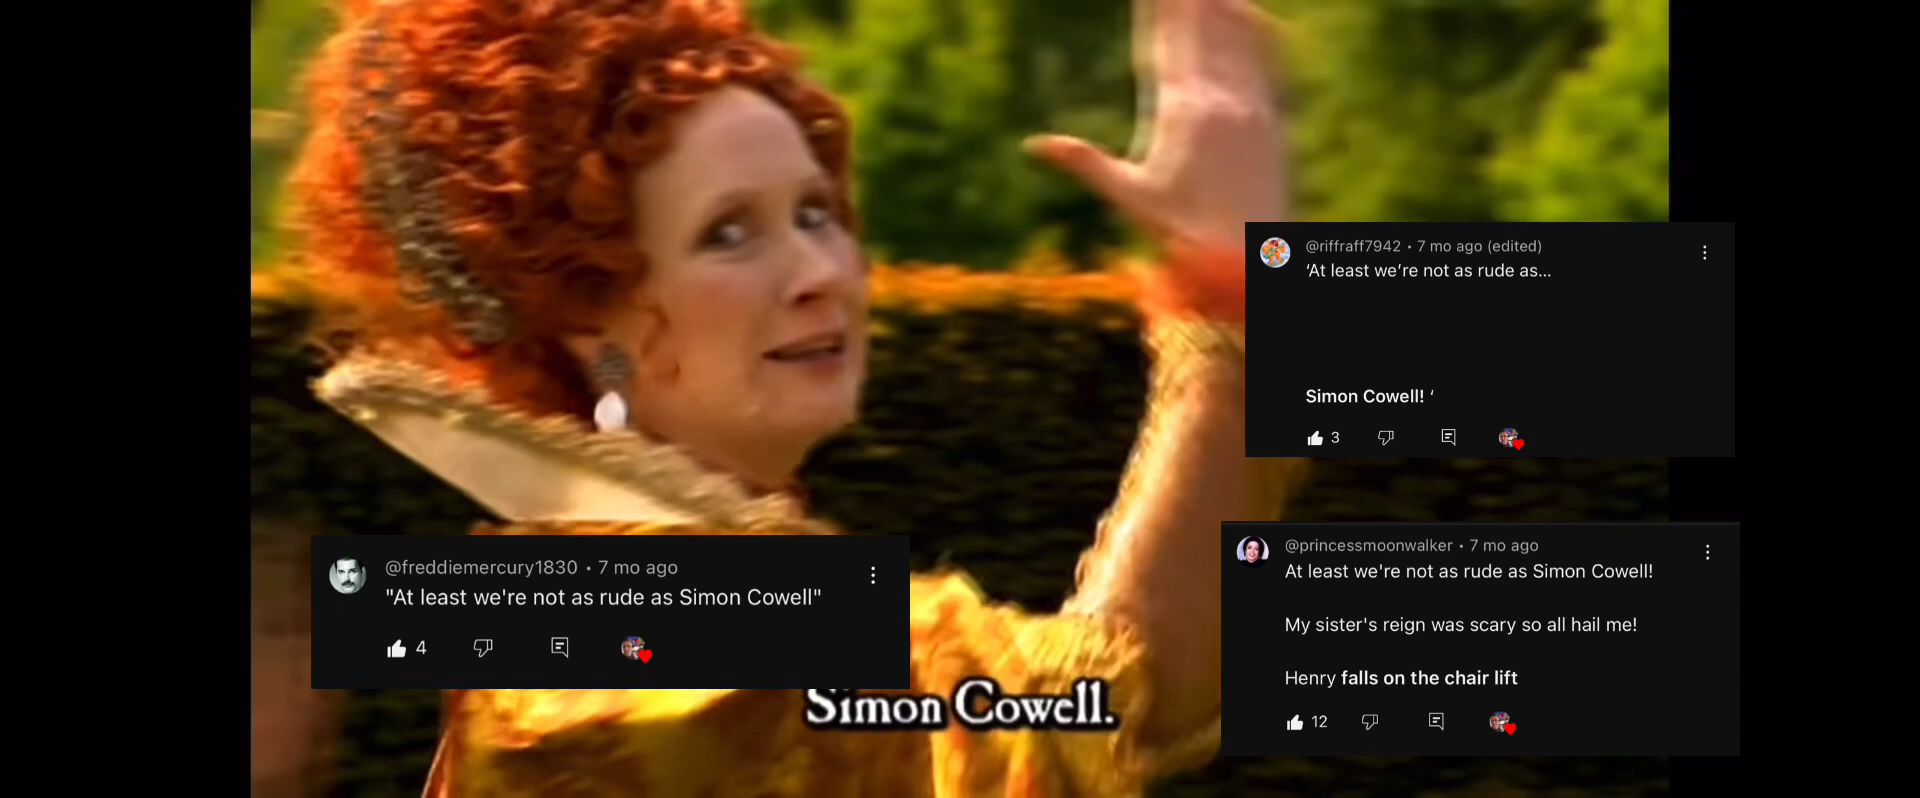 @riffraff7942 • 7 mo ago (edited)
‘At least we’re not as rude as...
Simon Cowell! ‘
3
@princessmoonwalker • 7 mo ago
At least we're not as rude as Simon Cowell!
My sister's reign was scary so all hail me!
Henry falls on the chair lift
12
@freddiemercury1830 • 7 mo ago
"At least we're not as rude as Simon Cowell"
4
Simon Cowell.